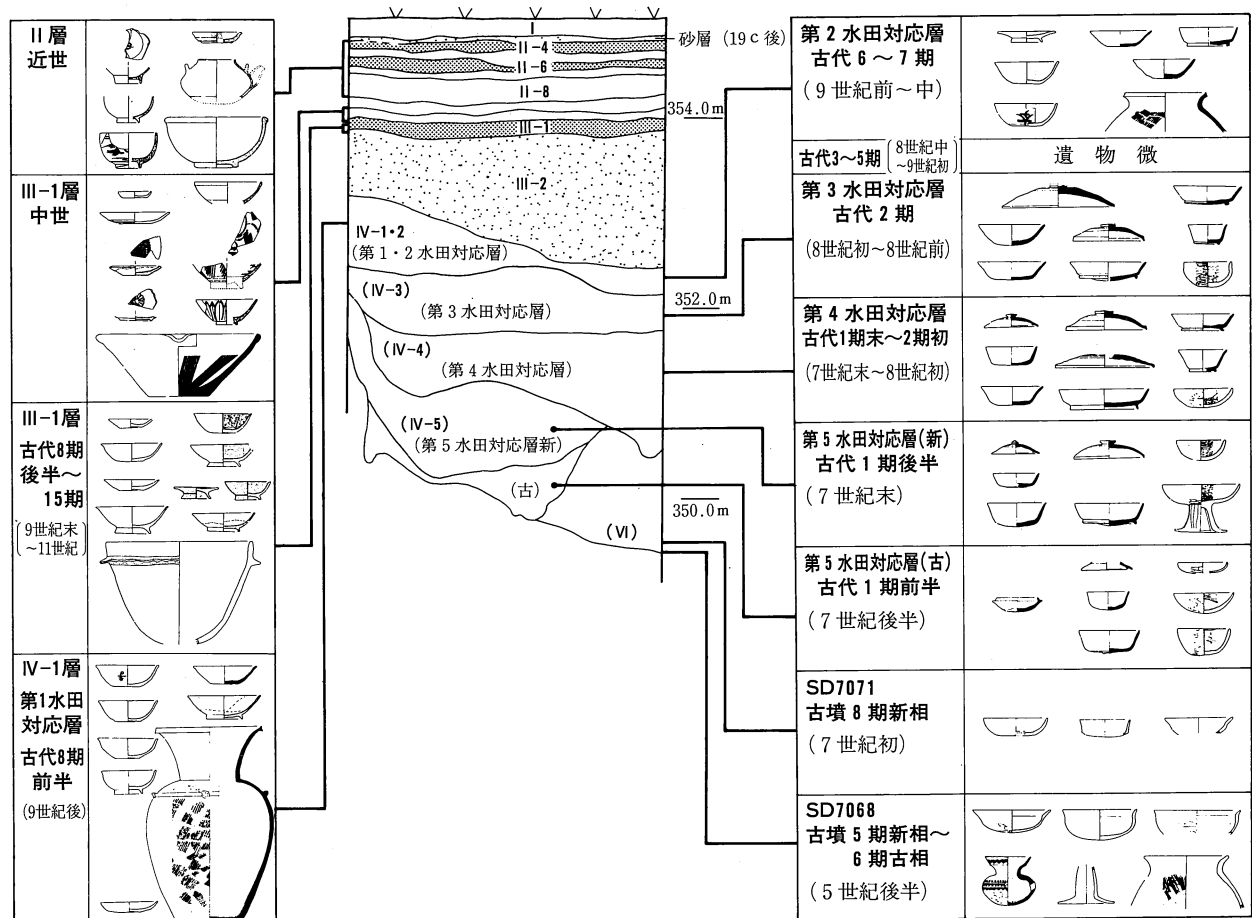 II層
近世
III-1層
中世
III-1層
古代8期
後半〜
15期
(9世紀末
〜11世紀)
IV-1層
第1水田
対応層
古代8期
前半
(9世紀後)
I
砂層 (19c後)
II-4
II-6
II-8
354.0m
III-1
III-2
IV-1・2
(第1・2水田対応層)
(IV-3)
352.0m
(第3水田対応層)
(IV-4)
(第4水田対応層)
(IV-5)
(第5水田対応層新)
(古)
350.0m
(VI)
第2水田対応層
古代6〜7期
(9世紀前〜中)
古代3〜5期(8世紀中
〜9世紀初)
遺物微
第3水田対応層
古代2期
(8世紀初〜8世紀前)
第4水田対応層
古代1期末〜2期初
(7世紀末〜8世紀初)
第5水田対応層(新)
古代1期後半
(7世紀末)
第5水田対応層(古)
古代1期前半
(7世紀後半)
SD7071
古墳8期新相
(7世紀初)
SD7068
古墳5期新相〜
6期古相
(5世紀後半)